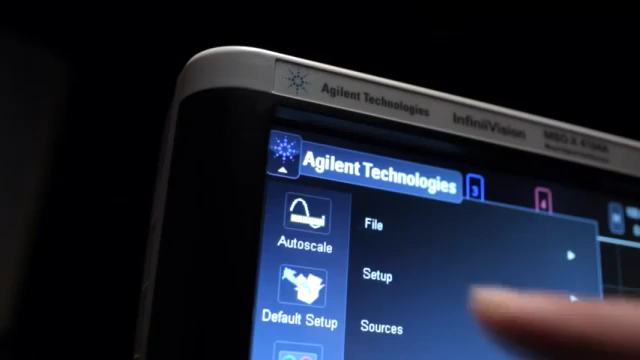 Agilent Technologies
InfiniiVision
Agilent Technologies
3
4
File
Autoscale
Setup
Default Setup
Sources